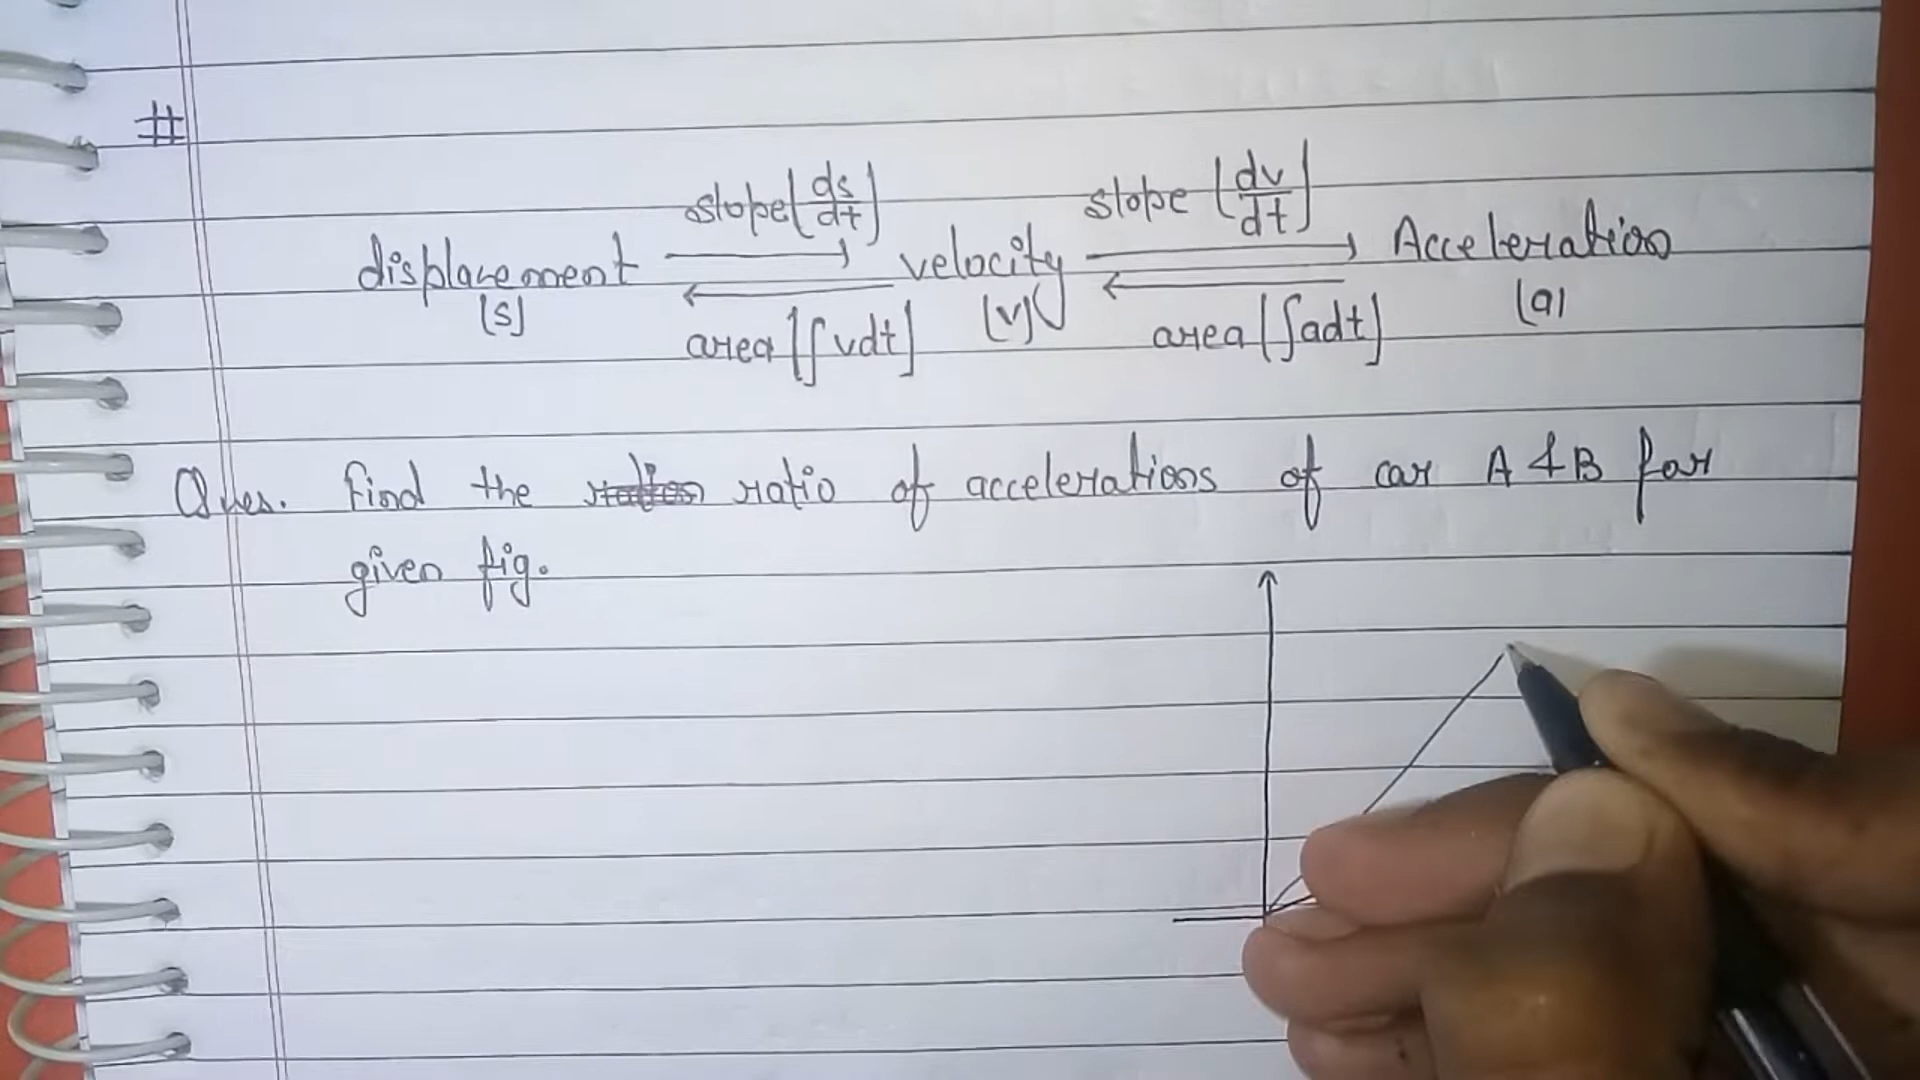 #
slope(ds/dt) slope (dv/dt)
displacement velocity Acceleration
(s) area (∫vdt) (v) area (∫adt) (a)
Ques. Find the ratio of accelerations of car A & B for
given fig.